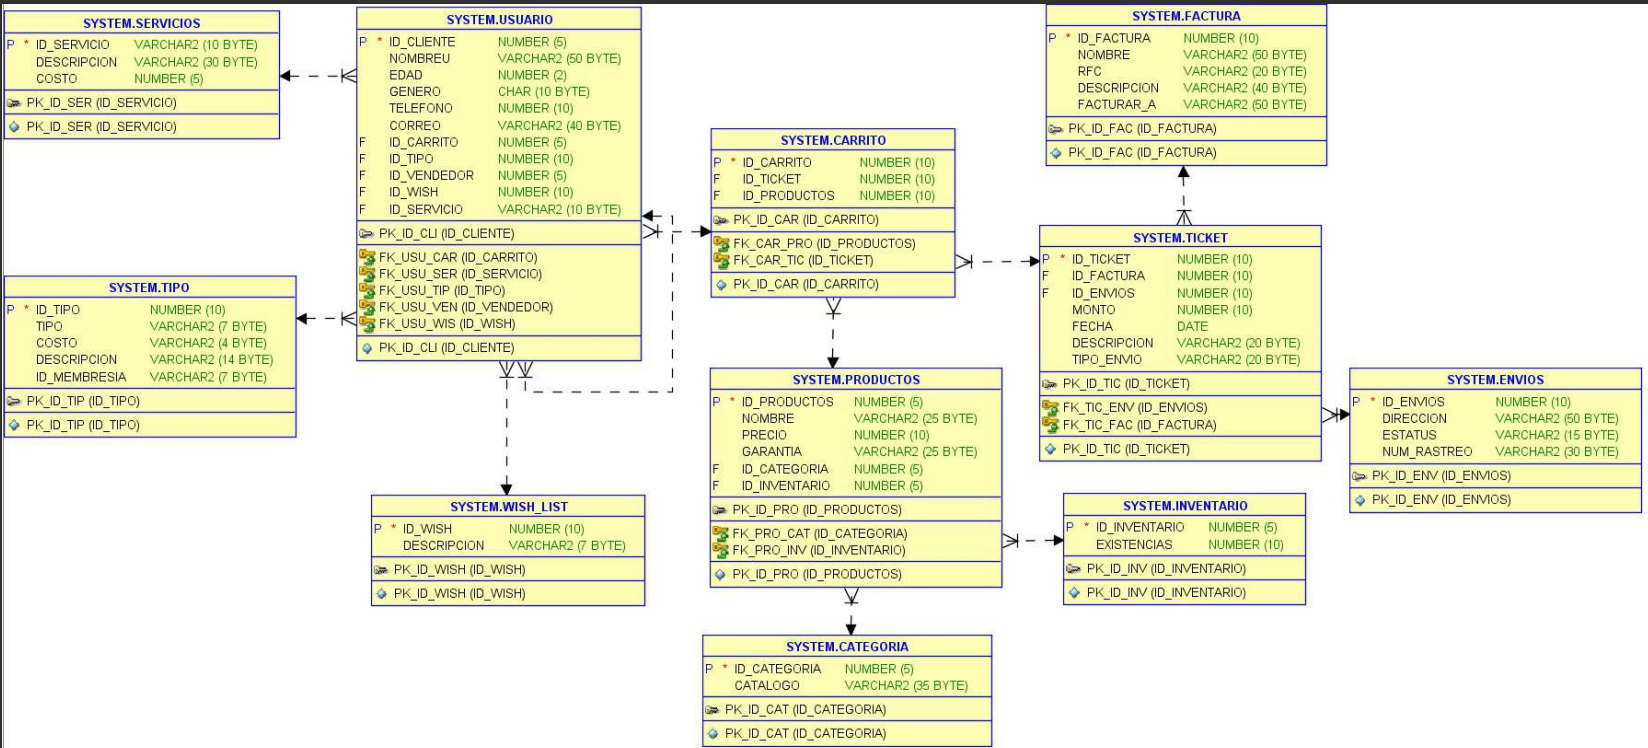 SYSTEM.SERVICIOS
P * ID_SERVICIO VARCHAR2 (10 BYTE)
DESCRIPCION VARCHAR2 (30 BYTE)
COSTO NUMBER (5)
PK_ID_SER (ID_SERVICIO)
PK_ID_SER (ID_SERVICIO)
SYSTEM.USUARIO
P * ID_CLIENTE NUMBER (5)
NOMBREU VARCHAR2 (50 BYTE)
EDAD NUMBER (2)
GENERO CHAR (10 BYTE)
TELEFONO NUMBER (10)
CORREO VARCHAR2 (40 BYTE)
F ID_CARRITO NUMBER (5)
F ID_TIPO NUMBER (10)
F ID_VENDEDOR NUMBER (5)
F ID_WISH NUMBER (10)
F ID_SERVICIO VARCHAR2 (10 BYTE)
PK_ID_CLI (ID_CLIENTE)
FK_USU_CAR (ID_CARRITO)
FK_USU_SER (ID_SERVICIO)
FK_USU_TIP (ID_TIPO)
FK_USU_VEN (ID_VENDEDOR)
FK_USU_WIS (ID_WISH)
PK_ID_CLI (ID_CLIENTE)
SYSTEM.FACTURA
P * ID_FACTURA NUMBER (10)
NOMBRE VARCHAR2 (50 BYTE)
RFC VARCHAR2 (20 BYTE)
DESCRIPCION VARCHAR2 (40 BYTE)
FACTURAR_A VARCHAR2 (50 BYTE)
PK_ID_FAC (ID_FACTURA)
PK_ID_FAC (ID_FACTURA)
SYSTEM.CARRITO
P * ID_CARRITO NUMBER (10)
F ID_TICKET NUMBER (10)
F ID_PRODUCTOS NUMBER (10)
PK_ID_CAR (ID_CARRITO)
FK_CAR_PRO (ID_PRODUCTOS)
FK_CAR_TIC (ID_TICKET)
PK_ID_CAR (ID_CARRITO)
SYSTEM.TICKET
P * ID_TICKET NUMBER (10)
F ID_FACTURA NUMBER (10)
F ID_ENVIOS NUMBER (10)
MONTO NUMBER (10)
FECHA DATE
DESCRIPCION VARCHAR2 (20 BYTE)
TIPO_ENVIO VARCHAR2 (20 BYTE)
PK_ID_TIC (ID_TICKET)
FK_TIC_ENV (ID_ENVIOS)
FK_TIC_FAC (ID_FACTURA)
PK_ID_TIC (ID_TICKET)
SYSTEM.TIPO
P * ID_TIPO NUMBER (10)
TIPO VARCHAR2 (7 BYTE)
COSTO VARCHAR2 (4 BYTE)
DESCRIPCION VARCHAR2 (14 BYTE)
ID_MEMBRESIA VARCHAR2 (7 BYTE)
PK_ID_TIP (ID_TIPO)
PK_ID_TIP (ID_TIPO)
SYSTEM.PRODUCTOS
P * ID_PRODUCTOS NUMBER (5)
NOMBRE VARCHAR2 (25 BYTE)
PRECIO NUMBER (10)
GARANTIA VARCHAR2 (25 BYTE)
F ID_CATEGORIA NUMBER (5)
F ID_INVENTARIO NUMBER (5)
PK_ID_PRO (ID_PRODUCTOS)
FK_PRO_CAT (ID_CATEGORIA)
FK_PRO_INV (ID_INVENTARIO)
PK_ID_PRO (ID_PRODUCTOS)
SYSTEM.ENVIOS
P * ID_ENVIOS NUMBER (10)
DIRECCION VARCHAR2 (50 BYTE)
ESTATUS VARCHAR2 (15 BYTE)
NUM_RASTREO VARCHAR2 (30 BYTE)
PK_ID_ENV (ID_ENVIOS)
PK_ID_ENV (ID_ENVIOS)
SYSTEM.WISH_LIST
P * ID_WISH NUMBER (10)
DESCRIPCION VARCHAR2 (7 BYTE)
PK_ID_WISH (ID_WISH)
PK_ID_WISH (ID_WISH)
SYSTEM.INVENTARIO
P * ID_INVENTARIO NUMBER (5)
EXISTENCIAS NUMBER (10)
PK_ID_INV (ID_INVENTARIO)
PK_ID_INV (ID_INVENTARIO)
SYSTEM.CATEGORIA
P * ID_CATEGORIA NUMBER (5)
CATALOGO VARCHAR2 (35 BYTE)
PK_ID_CAT (ID_CATEGORIA)
PK_ID_CAT (ID_CATEGORIA)